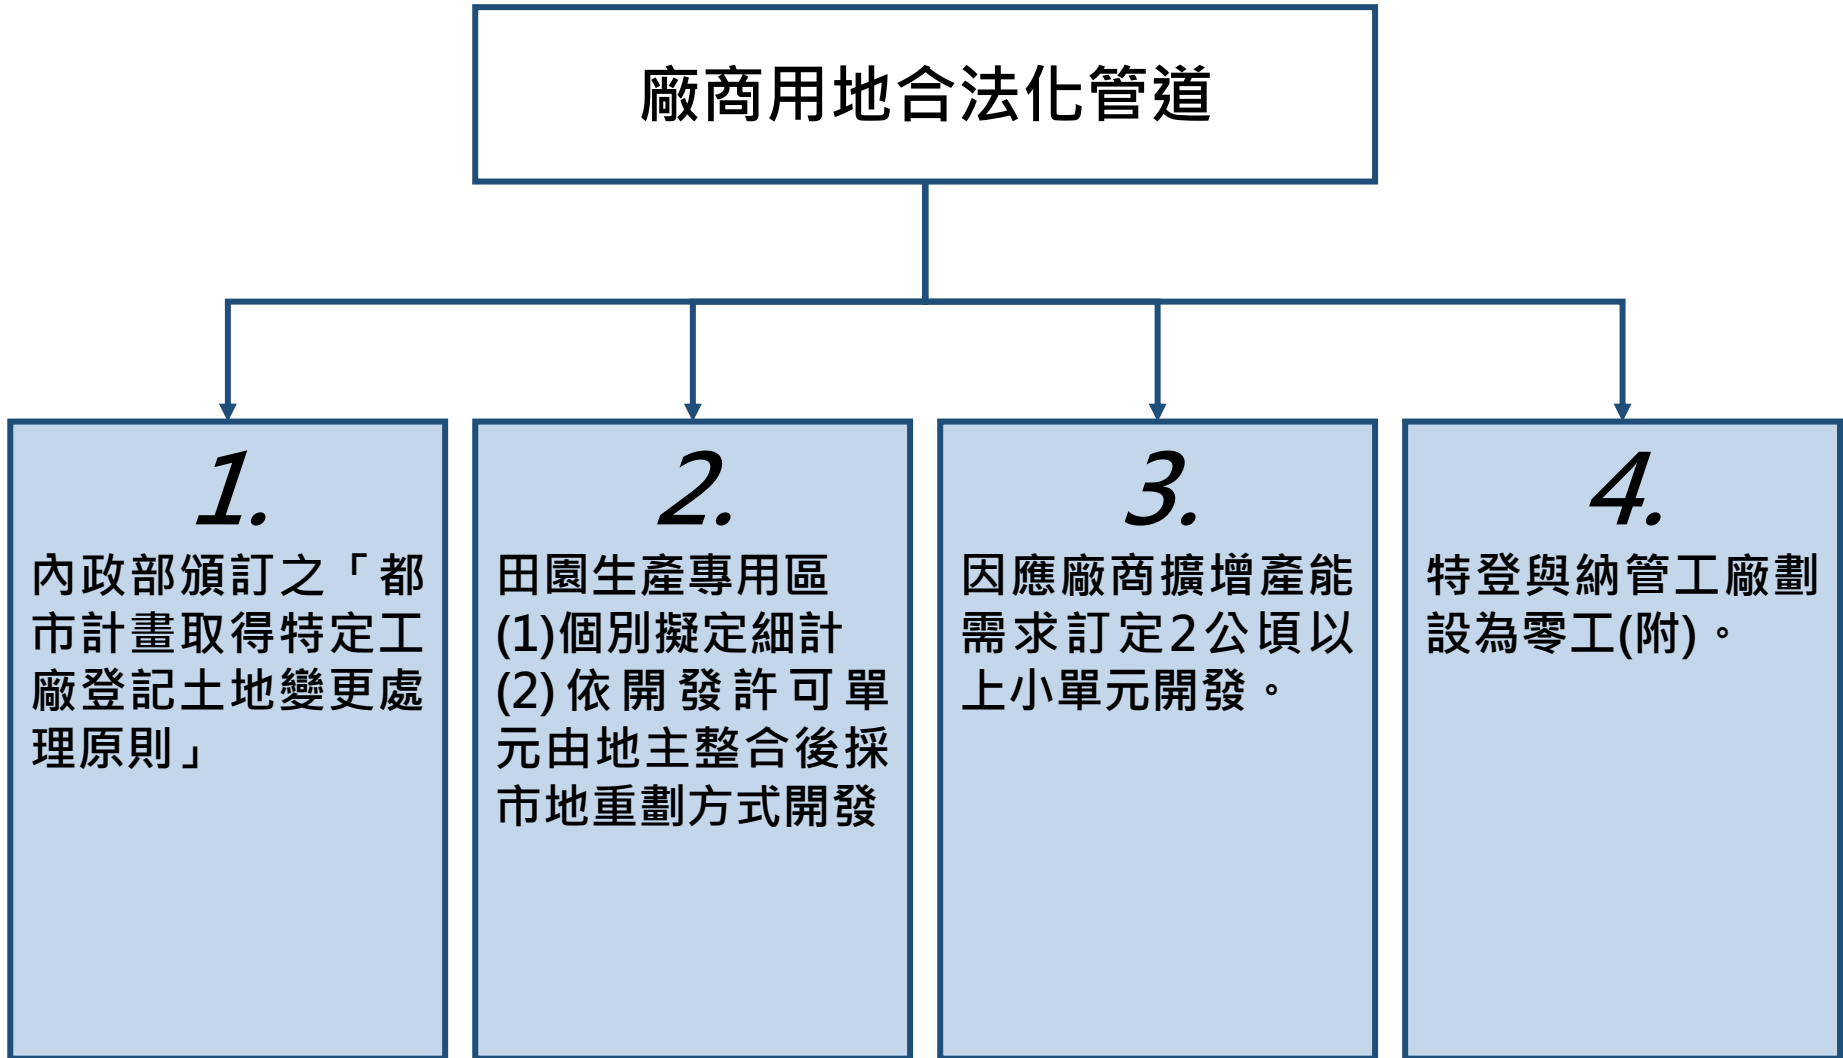 廠商用地合法化管道
1.
內政部頒訂之「都
市計畫取得特定工
廠登記土地變更處
理原則」
2.
田園生產專用區
(1)個別擬定細計
(2)依開發許可單
元由地主整合後採
市地重劃方式開發
3.
因應廠商擴增產能
需求訂定2公頃以
上小單元開發。
4.
特登與納管工廠劃
設為零工(附)。